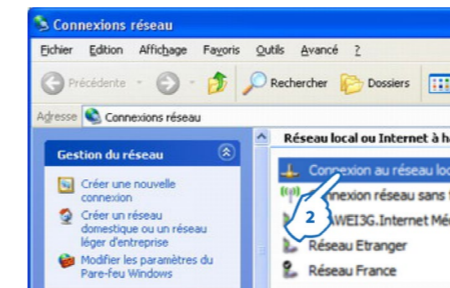 Connexions réseau
Fichier Edition Affichage Favoris Outils Avancé ?
Précédente Rechercher Dossiers
Adresse Connexions réseau
Réseau local ou Internet à
Gestion du réseau
Connexion au réseau
Créer une nouvelle
connexion
réseau sans
2
Créer un réseau
domestique ou un réseau
léger d'entreprise
WEI3G.Internet
Réseau Etranger
Modifier les paramètres du
Pare-feu Windows
Réseau France